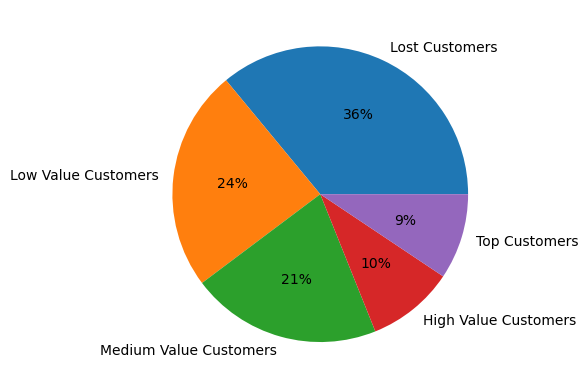 Lost Customers
36%
Low Value Customers
24%
9%
Top Customers
10%
21%
High Value Customers
Medium Value Customers